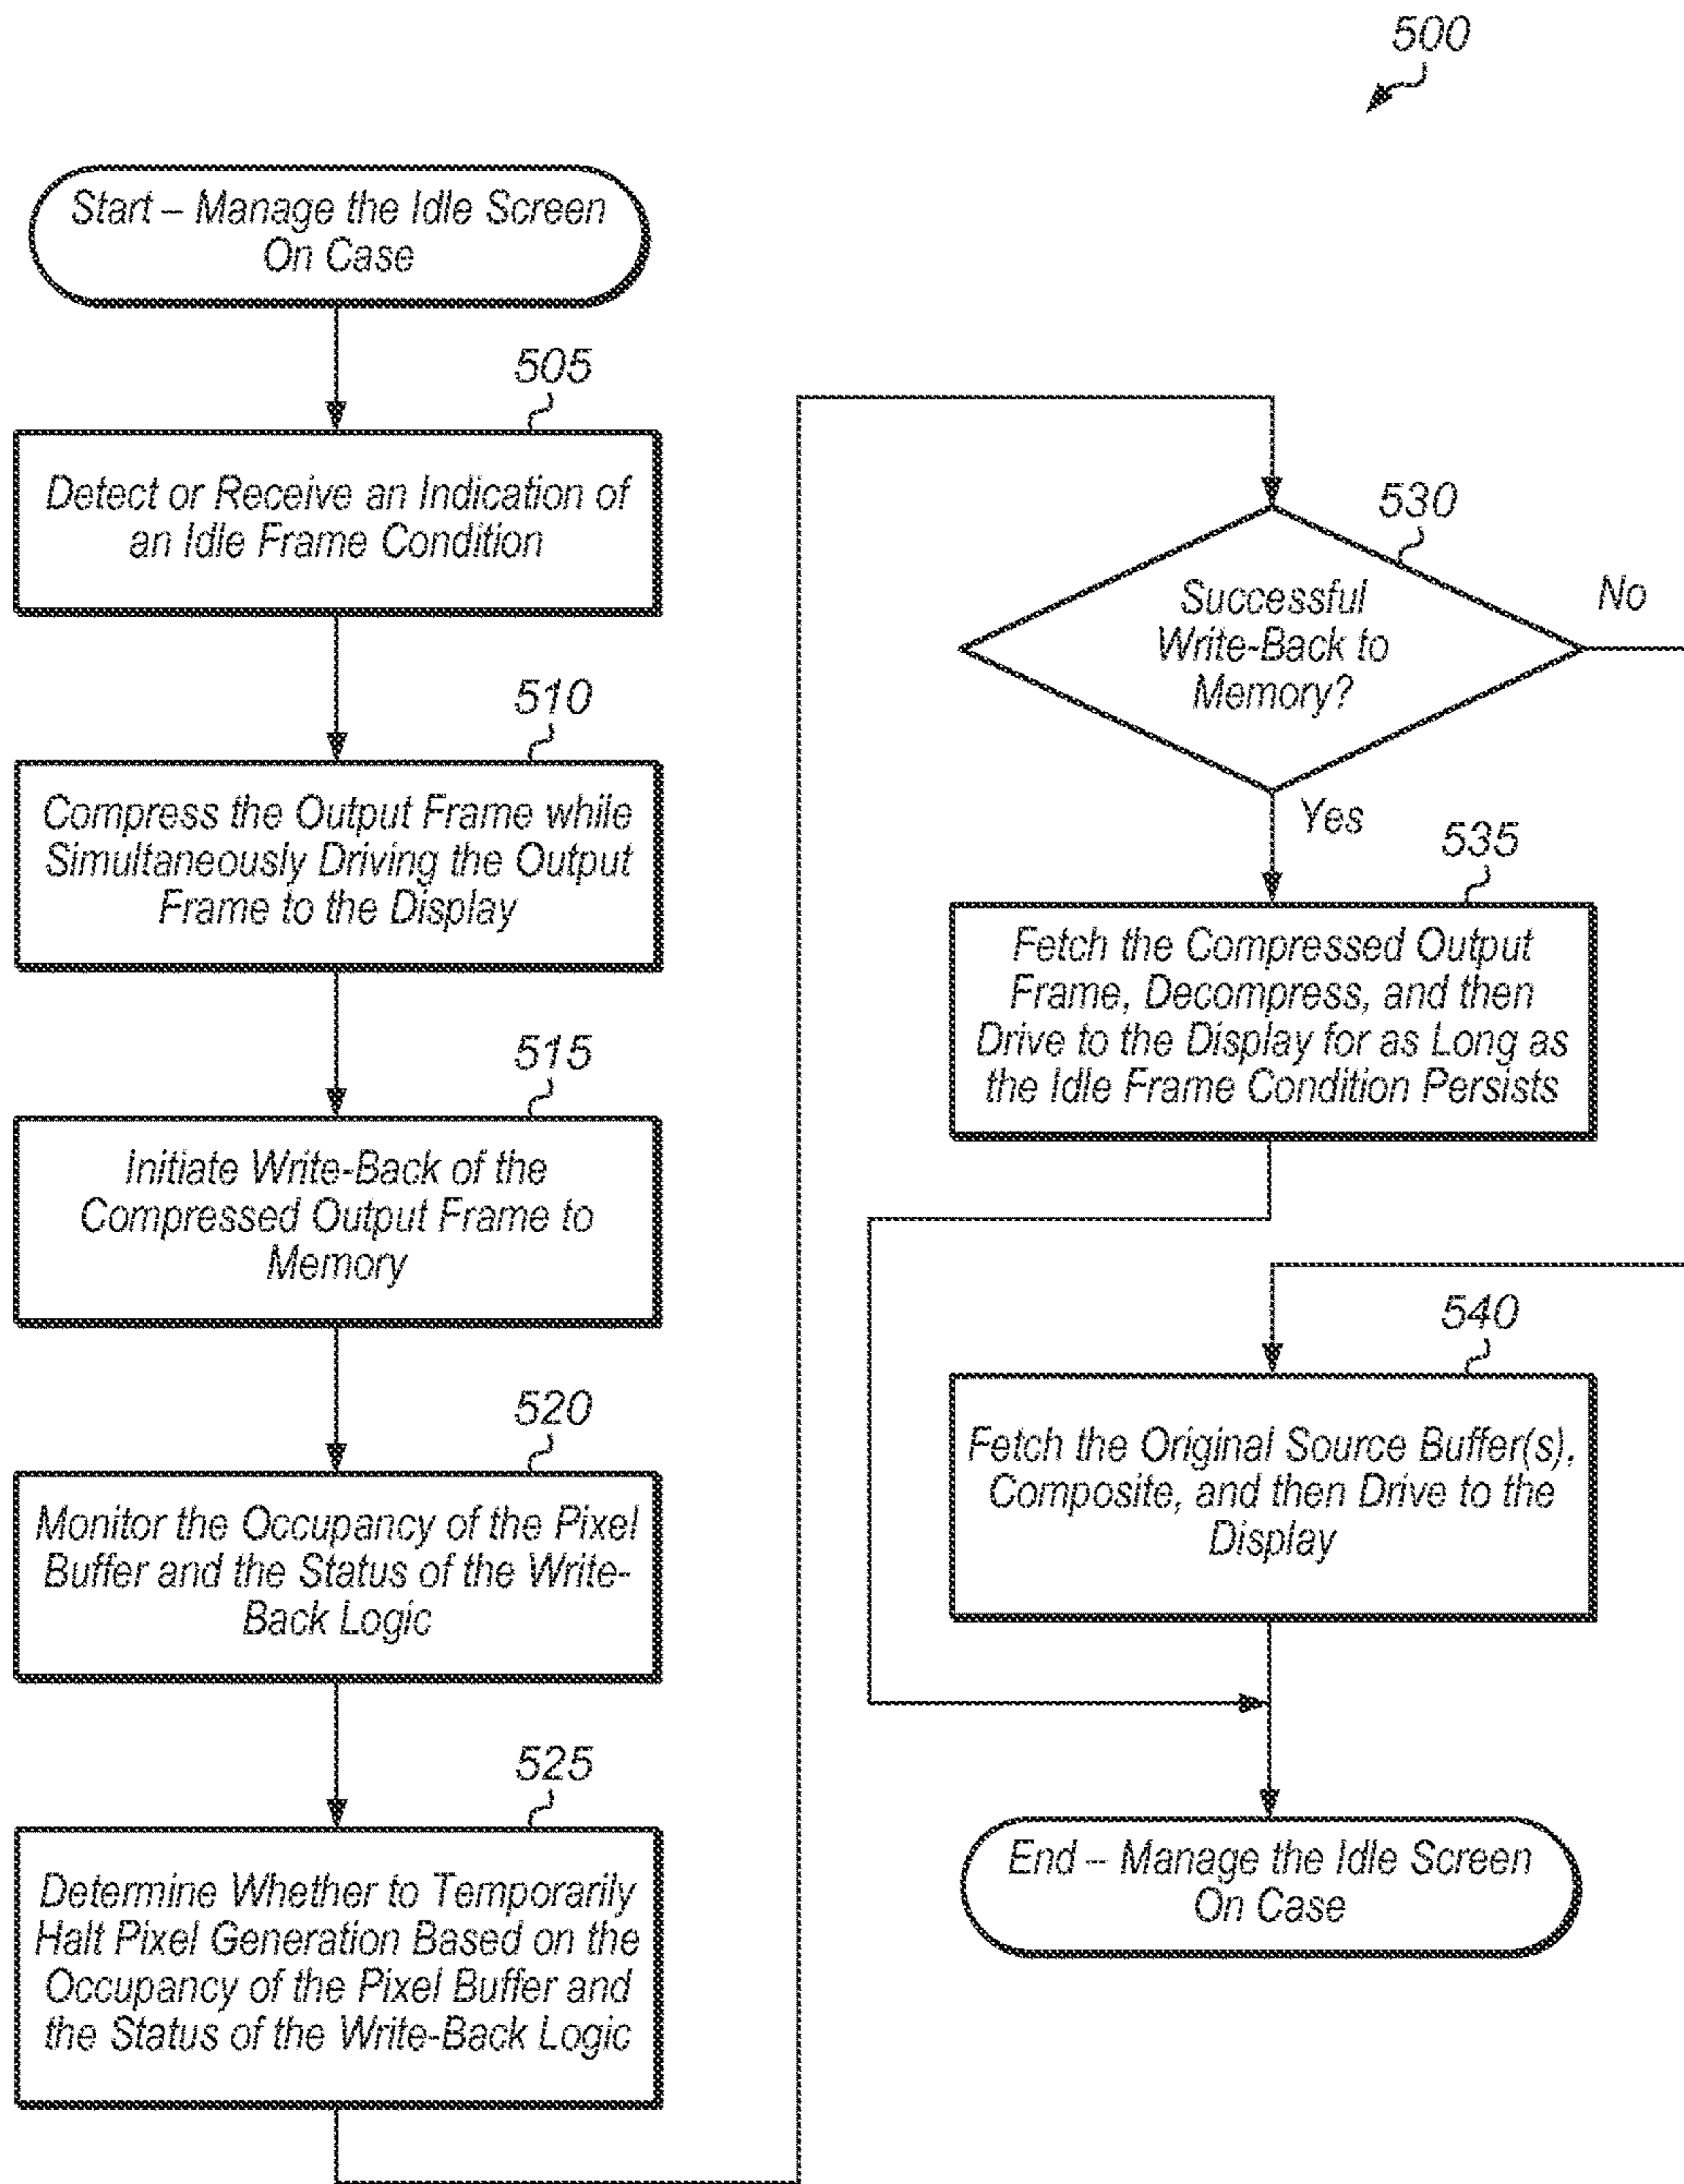 500
Start – Manage the Idle Screen
On Case
505
Detect or Receive an Indication of
an Idle Frame Condition
510
Compress the Output Frame while
Simultaneously Driving the Output
Frame to the Display
515
Initiate Write-Back of the
Compressed Output Frame to
Memory
520
Monitor the Occupancy of the Pixel
Buffer and the Status of the Write-
Back Logic
525
Determine Whether to Temporarily
Halt Pixel Generation Based on the
Occupancy of the Pixel Buffer and
the Status of the Write-Back Logic
530
Successful
Write-Back to
Memory?
No
Yes
535
Fetch the Compressed Output
Frame, Decompress, and then
Drive to the Display for as Long as
the Idle Frame Condition Persists
540
Fetch the Original Source Buffer(s),
Composite, and then Drive to the
Display
End – Manage the Idle Screen
On Case